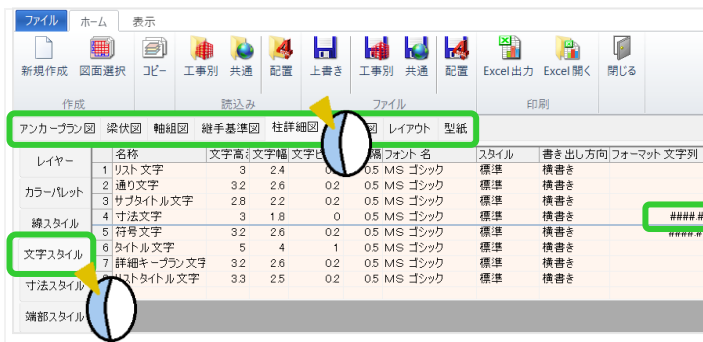 ファイル ホーム 表示
新規作成 図面選択 コピー 工事別 共通 配置 上書き 工事別 共通 配置 Excel出力 Excel開く 閉じる
作成 読込み ファイル 印刷
アンカープラン図 梁伏図 軸組図 継手基準図 柱詳細図 図 レイアウト 型紙
レイヤー
カラーパレット
線スタイル
文字スタイル
寸法スタイル
端部スタイル
名称 文字高 文字幅 文字ピ 隔 フォント名 スタイル 書き出し方向 フォーマット文字列
1 リスト文字 3 2.4 0.5 MS ゴシック 標準 横書き
2 通り文字 3.2 2.6 0.2 0.5 MS ゴシック 標準 横書き
3 サブタイトル文字 2.8 2.2 0.2 0.5 MS ゴシック 標準 横書き
4 寸法文字 3 1.8 0 0.5 MS ゴシック 標準 横書き ####.#
5 符号文字 3.2 2.6 0.2 0.5 MS ゴシック 標準 横書き ####.#
6 タイトル文字 5 4 1 0.5 MS ゴシック 標準 横書き
7 詳細キープラン文字 3.2 2.6 0.2 0.5 MS ゴシック 標準 横書き
ストタイトル文字 3.3 2.5 0.2 0.5 MS ゴシック 標準 横書き